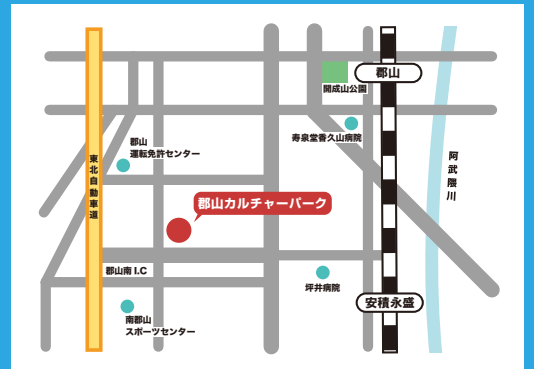 郡山
開成山公園
寿泉堂香久山病院
郡山
運転免許センター
東北自動車道
阿武隈川
郡山カルチャーパーク
郡山南 I.C
坪井病院
安積永盛
南郡山
スポーツセンター